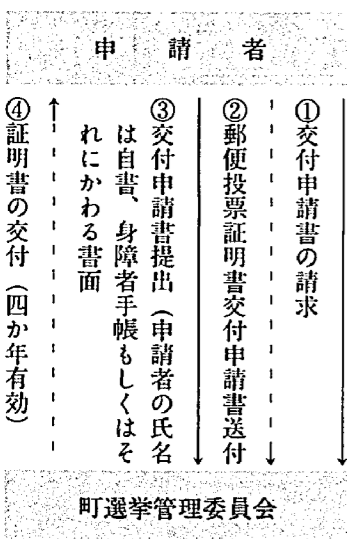 申請者
①交付申請書の請求
②郵便投票証明書交付申請書送付
③交付申請書提出（申請者の氏名
は自書、身障者手帳もしくはそ
れにかわる書面
④証明書の交付（四か年有効）
町選挙管理委員会